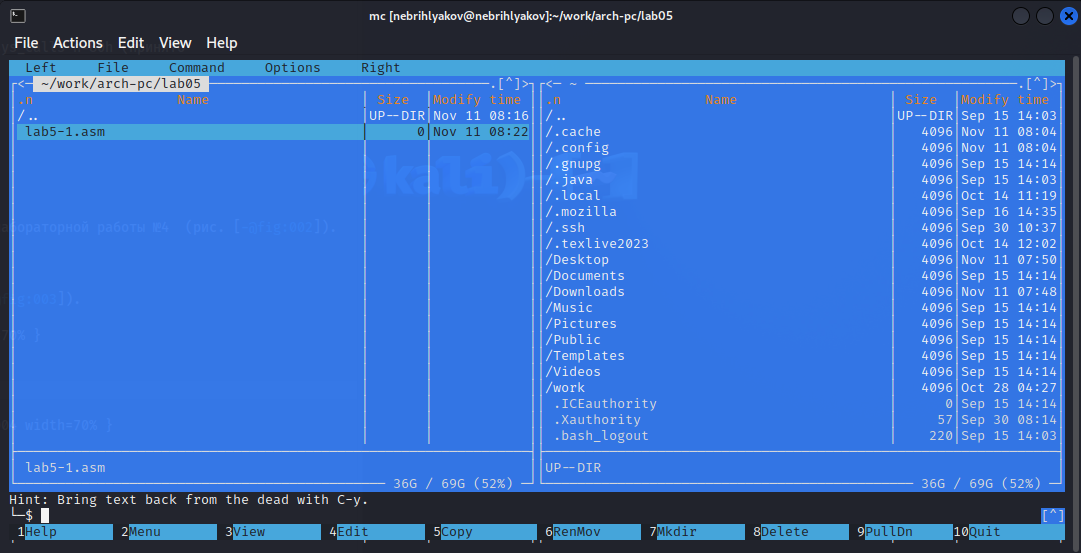 mc [nebrihlyakov@nebrihlyakov]:~/work/arch-pc/lab05
File Actions Edit View Help
Left File Command Options Right
<─ ~/work/arch-pc/lab05 .[^]>
.n Name Size Modify time
/.. UP--DIR Nov 11 08:16
lab5-1.asm 0 Nov 11 08:22
lab5-1.asm
36G / 69G (52%)
<─ ~ .[^]>
.n Name Size Modify time
/.. UP--DIR Sep 15 14:03
/.cache 4096 Nov 11 08:04
/.config 4096 Nov 11 08:04
/.gnupg 4096 Sep 15 14:14
/.java 4096 Sep 15 14:03
/.local 4096 Oct 14 11:19
/.mozilla 4096 Sep 16 14:35
/.ssh 4096 Sep 30 10:37
/.texlive2023 4096 Oct 14 12:02
/Desktop 4096 Nov 11 07:50
/Documents 4096 Sep 15 14:14
/Downloads 4096 Nov 11 07:48
/Music 4096 Sep 15 14:14
/Pictures 4096 Sep 15 14:14
/Public 4096 Sep 15 14:14
/Templates 4096 Sep 15 14:14
/Videos 4096 Sep 15 14:14
/work 4096 Oct 28 04:27
.ICEauthority 0 Sep 15 14:14
.Xauthority 57 Sep 30 08:14
.bash_logout 220 Sep 15 14:03
UP--DIR
36G / 69G (52%)
kali)
абораторной работы №4 (рис. [
]).
70% }
width=70% }
Hint: Bring text back from the dead with C-y.
└─$ [^]
1Help 2Menu 3View 4Edit 5Copy 6RenMov 7Mkdir 8Delete 9PullDn 10Quit